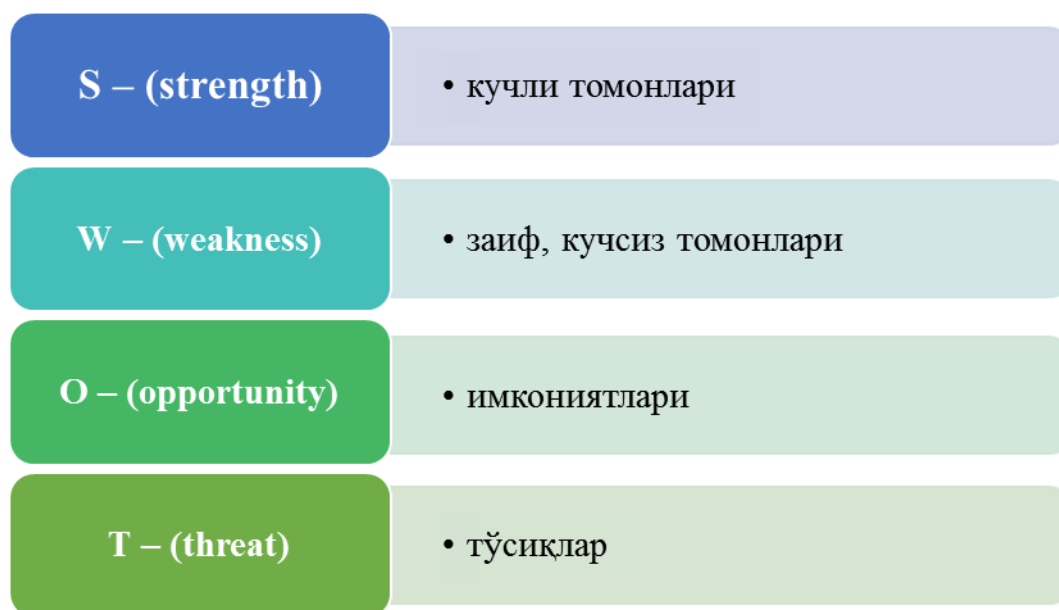 S – (strength)
• кучли томонлари
W – (weakness)
• заиф, кучсиз томонлари
O – (opportunity)
• имкониятлари
T – (threat)
• тўсиқлар